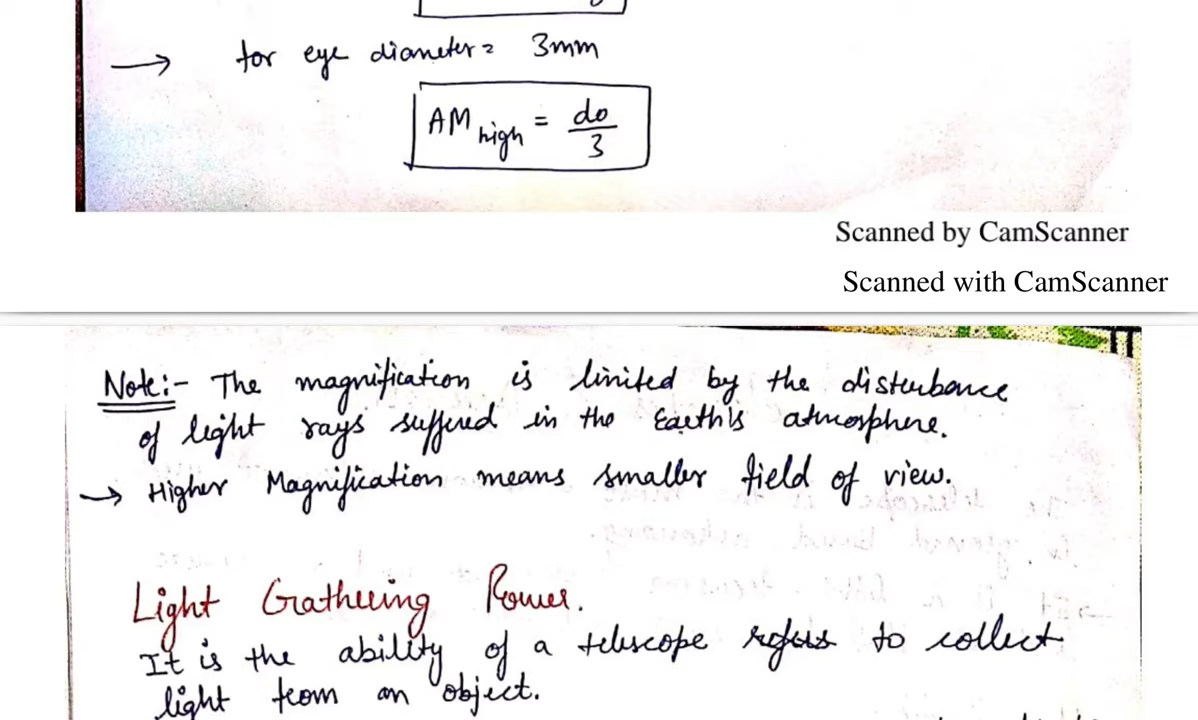 → for eye diameter = 3mm
AM high = do/3
Scanned by CamScanner
Scanned with CamScanner
Note:- The magnification is limited by the disturbance
of light rays suffered in the Earth's atmosphere.
→ Higher Magnification means smaller field of view.
Light Gathering Power.
It is the ability of a telescope refers to collect
light from an object.